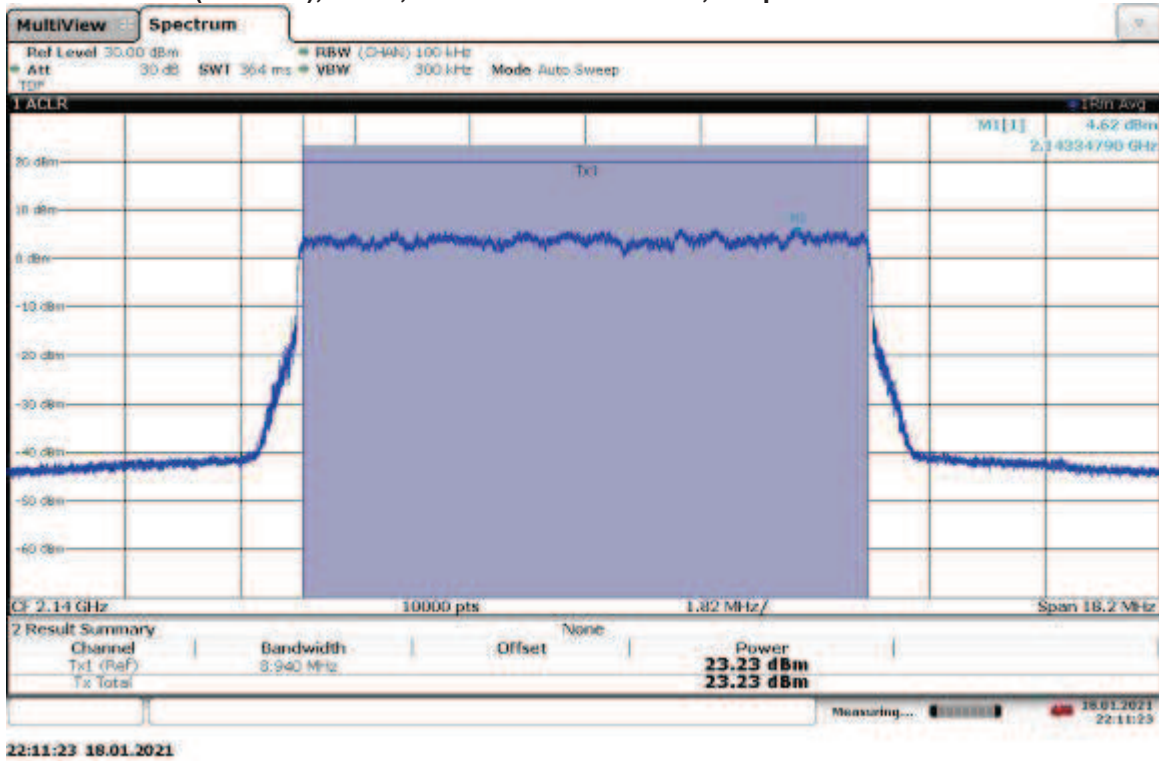 MultiView Spectrum
Ref Level 30.00 dBm RBW (CHAN) 100 kHz
Att 30 dB SWT 364 ms VBW 300 kHz Mode Auto Sweep
TDF
1 ACLR 1Rm Avg
M1[1] 4.62 dBm
2.14334790 GHz
20 dBm
Tx1
10 dBm
M1
0 dBm
-10 dBm
-20 dBm
-30 dBm
-40 dBm
-50 dBm
-60 dBm
CF 2.14 GHz 10000 pts 1.82 MHz/ Span 18.2 MHz
2 Result Summary None
Channel Bandwidth Offset Power
Tx1 (Ref) 8.940 MHz 23.23 dBm
Tx Total 23.23 dBm
Measuring... 18.01.2021
22:11:23
22:11:23 18.01.2021